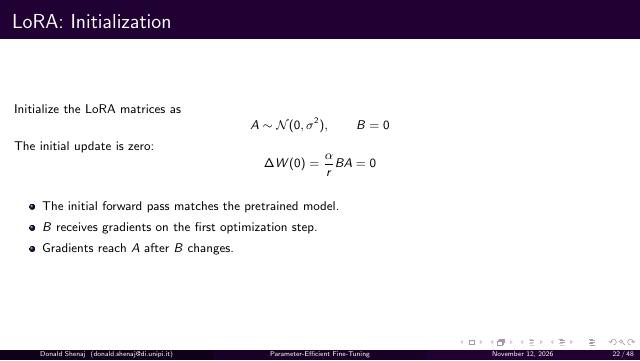 LoRA: Initialization
Initialize the LoRA matrices as
A ∼ 𝒩(0, σ²), B = 0
The initial update is zero:
ΔW(0) = α/r BA = 0
The initial forward pass matches the pretrained model.
B receives gradients on the first optimization step.
Gradients reach A after B changes.
Donald Shenaj (donald.shenaj@di.unipi.it) Parameter-Efficient Fine-Tuning November 12, 2026 22 / 48